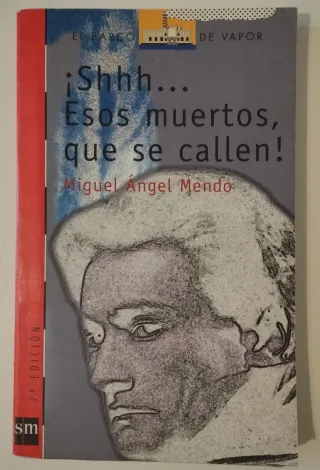 EL BARCO DE VAPOR
¡Shhh...
Esos muertos,
que se callen!
Miguel Ángel Mendo
7ª EDICIÓN
sm